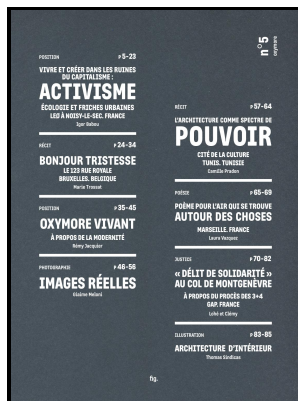 n°5
oxymore
POSITION P 5-23
VIVRE ET CRÉER DANS LES RUINES
DU CAPITALISME :
ACTIVISME
ÉCOLOGIE ET FRICHES URBAINES
LEO À NOISY-LE-SEC. FRANCE
Igor Babou
RÉCIT P 24-34
BONJOUR TRISTESSE
LE 123 RUE ROYALE
BRUXELLES. BELGIQUE
Marie Trossat
POSITION P 35-45
OXYMORE VIVANT
À PROPOS DE LA MODERNITÉ
Rémy Jacquier
PHOTOGRAPHIE P 46-56
IMAGES RÉELLES
Giaime Meloni
RÉCIT P 57-64
L'ARCHITECTURE COMME SPECTRE DE
POUVOIR
CITÉ DE LA CULTURE
TUNIS. TUNISIE
Camille Pradon
POÉSIE P 65-69
POÈME POUR L'AIR QUI SE TROUVE
AUTOUR DES CHOSES
MARSEILLE. FRANCE
Laura Vazquez
JUSTICE P 70-82
« DÉLIT DE SOLIDARITÉ »
AU COL DE MONTGENÈVRE
À PROPOS DU PROCÈS DES 3+4
GAP. FRANCE
Lohé et Clémy
ILLUSTRATION P 83-85
ARCHITECTURE D'INTÉRIEUR
Thomas Sindicas
fig.